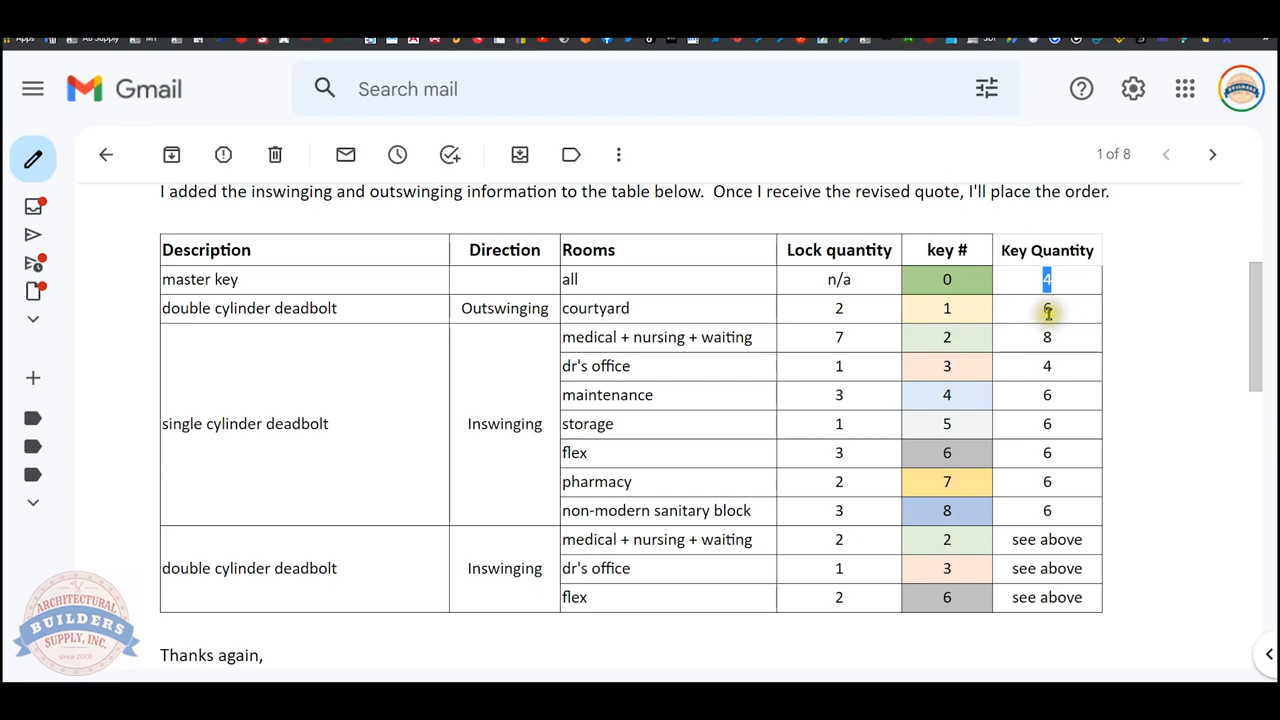 Gmail
Search mail
1 of 8
I added the inswinging and outswinging information to the table below. Once I receive the revised quote, I'll place the order.
Description Direction Rooms Lock quantity key # Key Quantity
master key all n/a 0 4
double cylinder deadbolt Outswinging courtyard 2 1 6
medical + nursing + waiting 7 2 8
dr's office 1 3 4
maintenance 3 4 6
single cylinder deadbolt Inswinging storage 1 5 6
flex 3 6 6
pharmacy 2 7 6
non-modern sanitary block 3 8 6
medical + nursing + waiting 2 2 see above
double cylinder deadbolt Inswinging dr's office 1 3 see above
flex 2 6 see above
Thanks again,
ARCHITECTURAL
BUILDERS
SUPPLY, INC.
since 2001